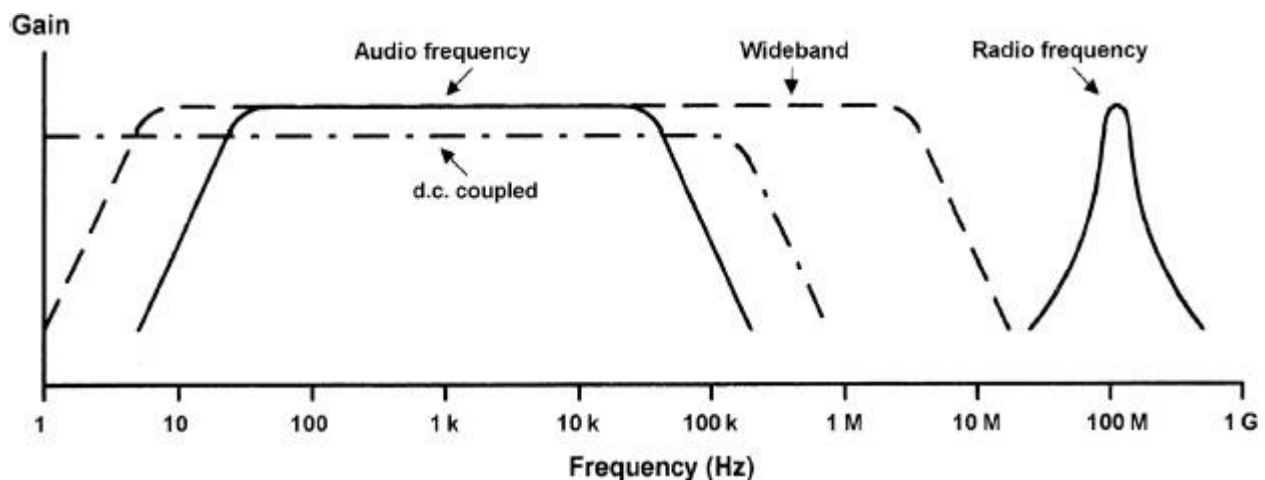 Gain
Audio frequency
Wideband
Radio frequency
d.c. coupled
1
10
100
1 k
10 k
100 k
1 M
10 M
100 M
1 G
Frequency (Hz)